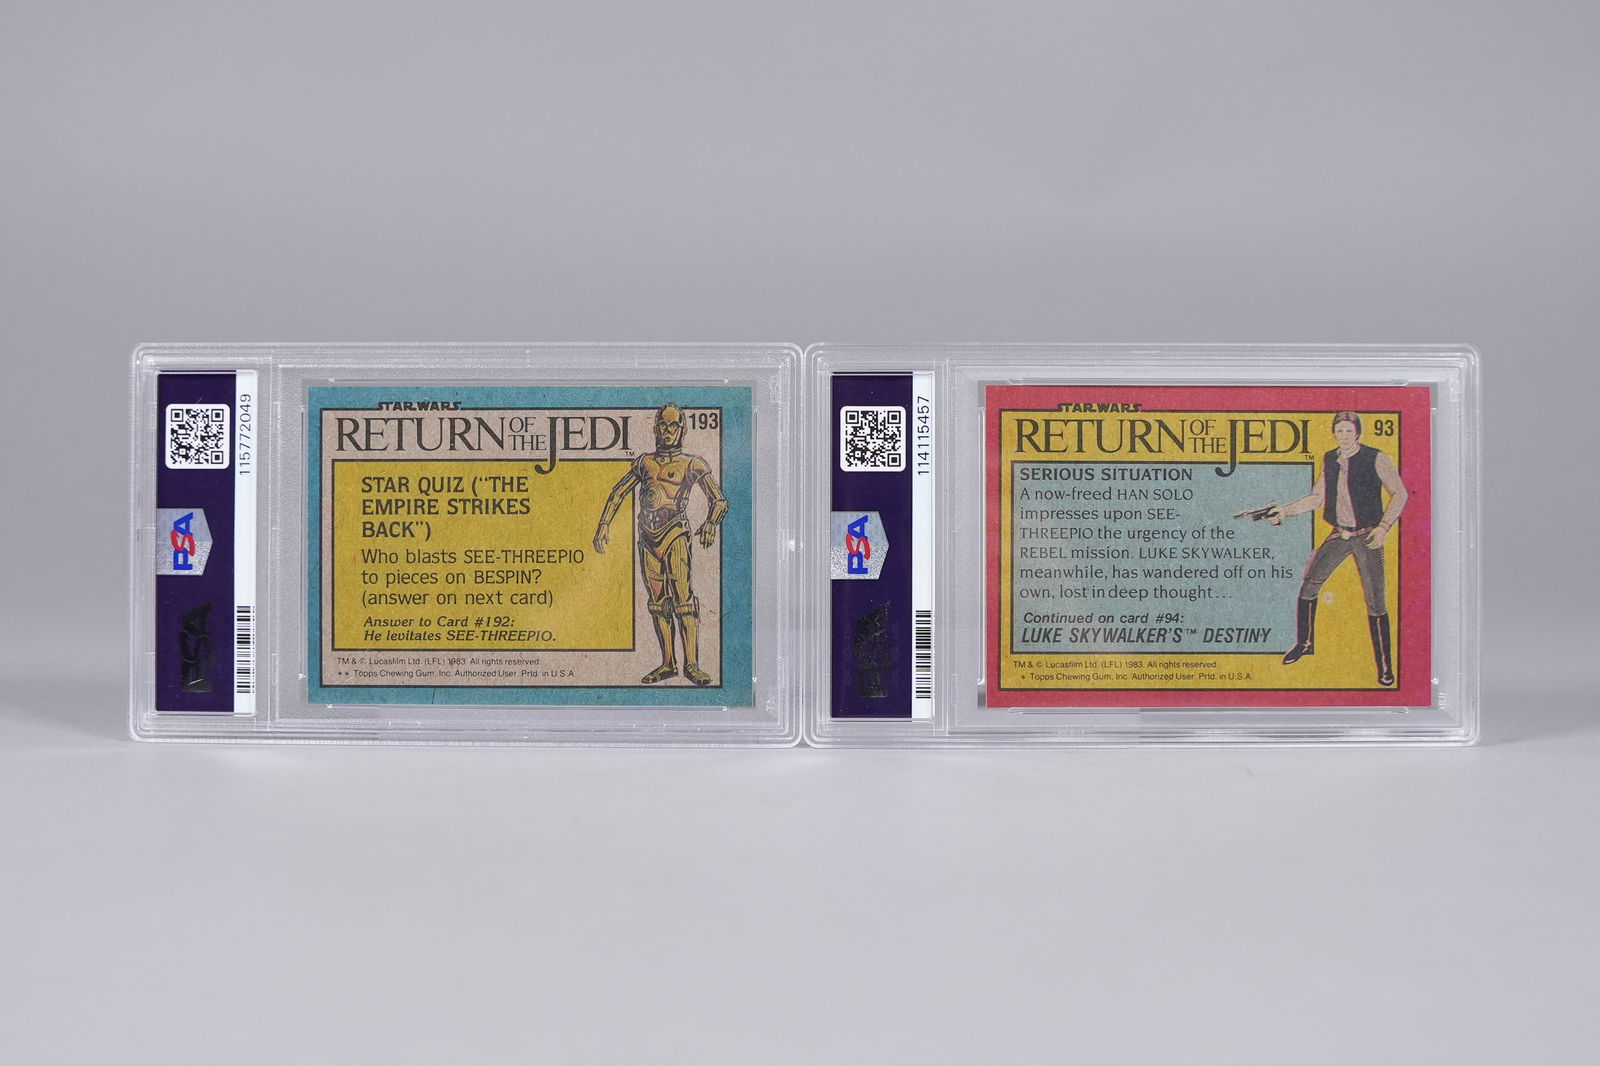 PSA
115772049
PSA
STAR WARS
RETURN OF THE JEDI™
193
STAR QUIZ ("THE
EMPIRE STRIKES
BACK")
Who blasts SEE-THREEPIO
to pieces on BESPIN?
(answer on next card)
Answer to Card #192:
He levitates SEE-THREEPIO.
TM & © Lucasfilm Ltd. (LFL) 1983. All rights reserved.
** Topps Chewing Gum, Inc. Authorized User. Prtd. in U.S.A.
PSA
114115457
PSA
STAR WARS
RETURN OF THE JEDI™
93
SERIOUS SITUATION
A now-freed HAN SOLO
impresses upon SEE-
THREEPIO the urgency of the
REBEL mission. LUKE SKYWALKER,
meanwhile, has wandered off on his
own, lost in deep thought...
Continued on card #94:
LUKE SKYWALKER'S™ DESTINY
TM & © Lucasfilm Ltd. (LFL) 1983. All rights reserved.
* Topps Chewing Gum, Inc. Authorized User. Prtd. in U.S.A.